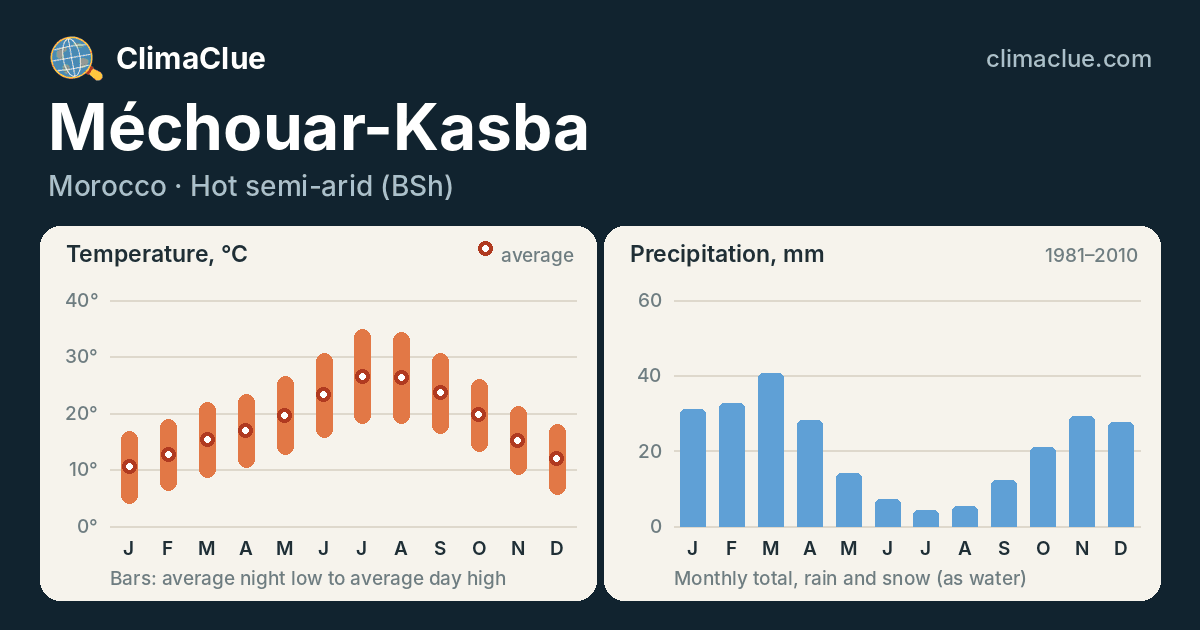 ClimaClue
climaclue.com
Méchouar-Kasba
Morocco · Hot semi-arid (BSh)
Temperature, °C
average
40°
30°
20°
10°
0°
J F M A M J J A S O N D
Bars: average night low to average day high
Precipitation, mm
1981–2010
60
40
20
0
J F M A M J J A S O N D
Monthly total, rain and snow (as water)